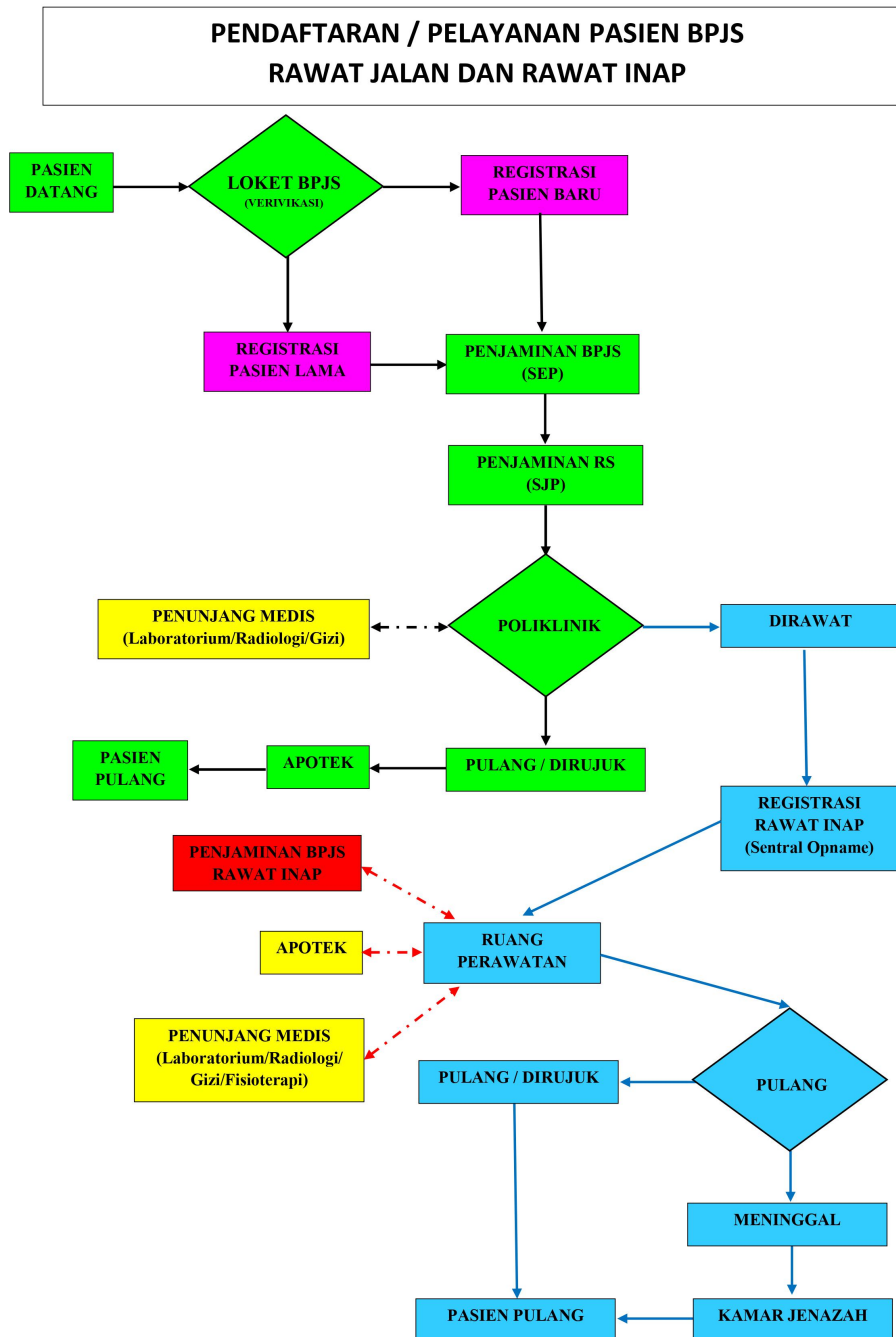 PENDAFTARAN / PELAYANAN PASIEN BPJS
RAWAT JALAN DAN RAWAT INAP
PASIEN
DATANG
LOKET BPJS
(VERIVIKASI)
REGISTRASI
PASIEN BARU
REGISTRASI
PASIEN LAMA
PENJAMINAN BPJS
(SEP)
PENJAMINAN RS
(SJP)
PENUNJANG MEDIS
(Laboratorium/Radiologi/Gizi)
POLIKLINIK
DIRAWAT
PASIEN
PULANG
APOTEK
PULANG / DIRUJUK
REGISTRASI
RAWAT INAP
(Sentral Opname)
PENJAMINAN BPJS
RAWAT INAP
APOTEK
RUANG
PERAWATAN
PENUNJANG MEDIS
(Laboratorium/Radiologi/
Gizi/Fisioterapi)
PULANG / DIRUJUK
PULANG
MENINGGAL
PASIEN PULANG
KAMAR JENAZAH